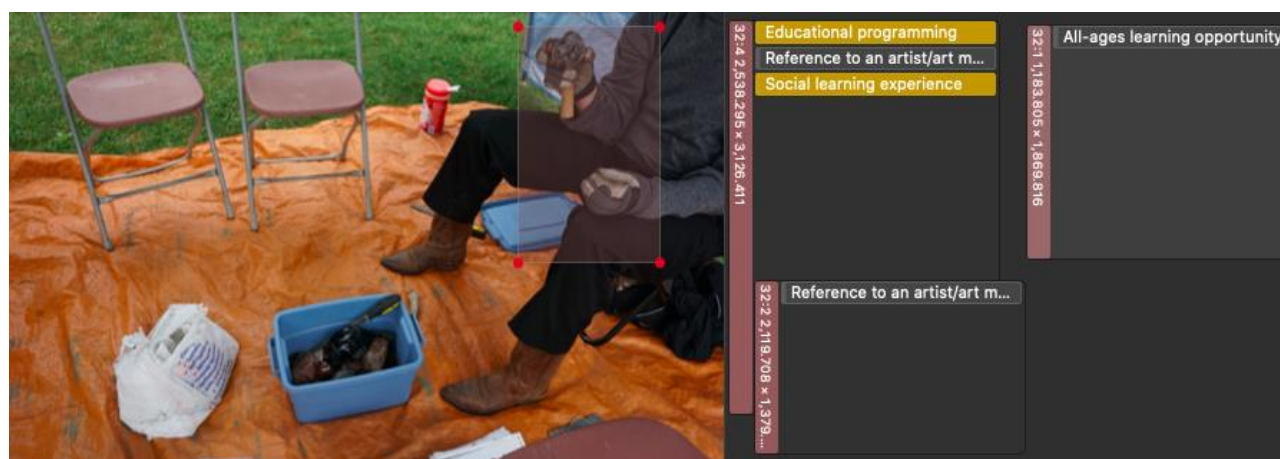 32:4 2,538.295 × 3,126.411
Educational programming
Reference to an artist/art m...
Social learning experience
32:1 1,183.805 × 1,869.816
All-ages learning opportunity
32:2 2,119.708 × 1,379....
Reference to an artist/art m...